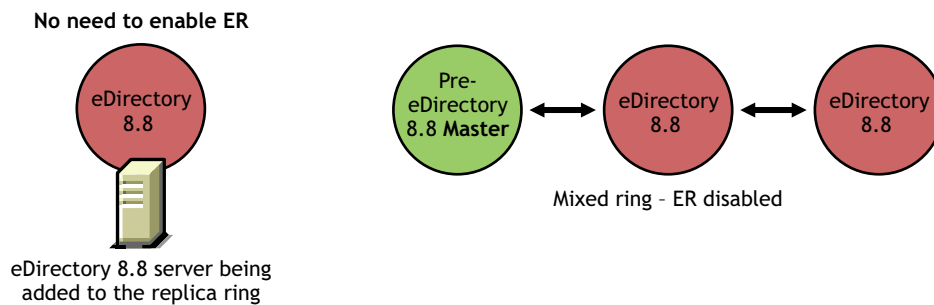 No need to enable ER
eDirectory
8.8
eDirectory 8.8 server being
added to the replica ring
Pre-
eDirectory
8.8 Master
eDirectory
8.8
eDirectory
8.8
Mixed ring – ER disabled